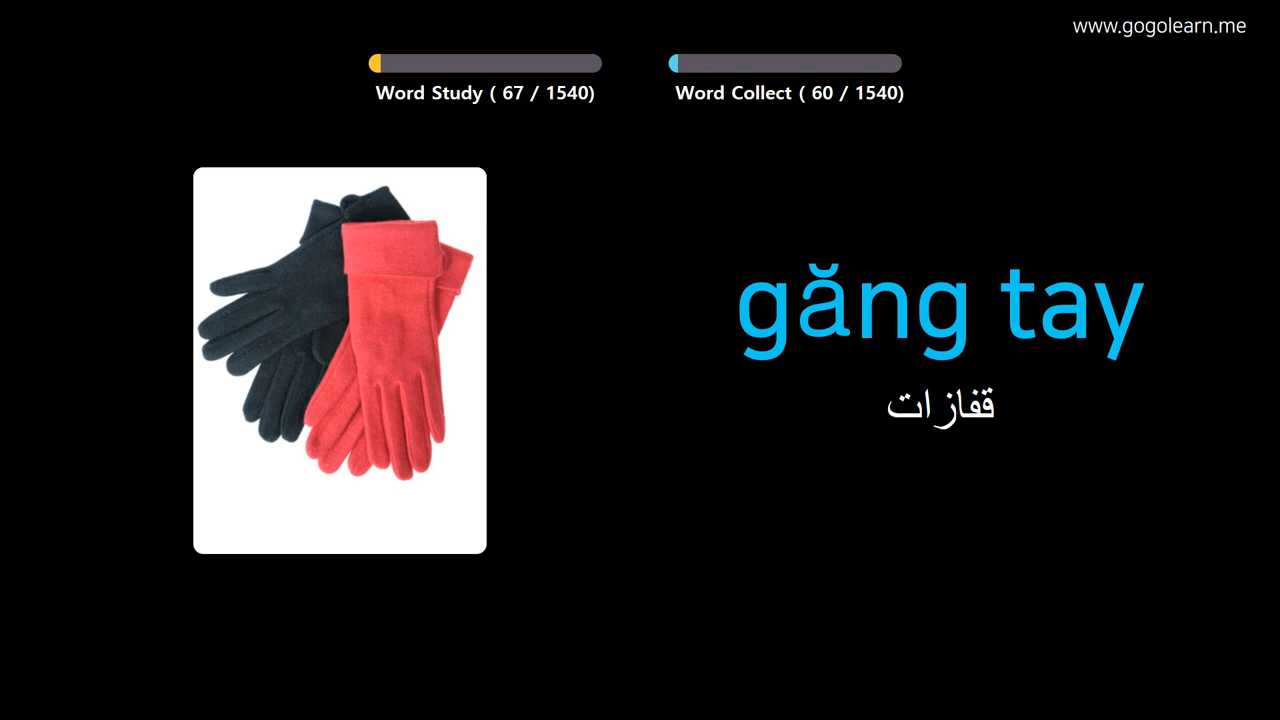 www.gogolearn.me
Word Study ( 67 / 1540)
Word Collect ( 60 / 1540)
găng tay
قفازات